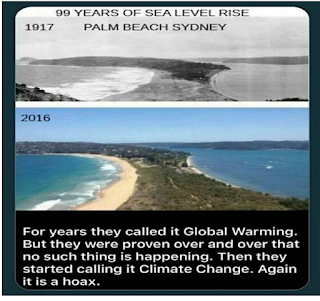 99 YEARS OF SEA LEVEL RISE
1917 PALM BEACH SYDNEY
2016
For years they called it Global Warming.
But they were proven over and over that
no such thing is happening. Then they
started calling it Climate Change. Again
it is a hoax.